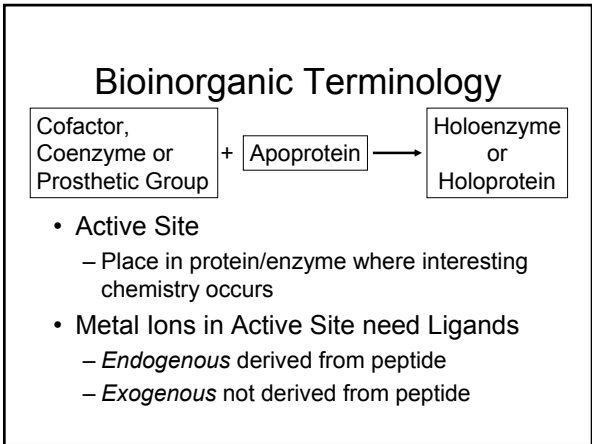 Bioinorganic Terminology
Cofactor,
Coenzyme or
Prosthetic Group
+
Apoprotein
Holoenzyme
or
Holoprotein
• Active Site
– Place in protein/enzyme where interesting
chemistry occurs
• Metal Ions in Active Site need Ligands
– Endogenous derived from peptide
– Exogenous not derived from peptide